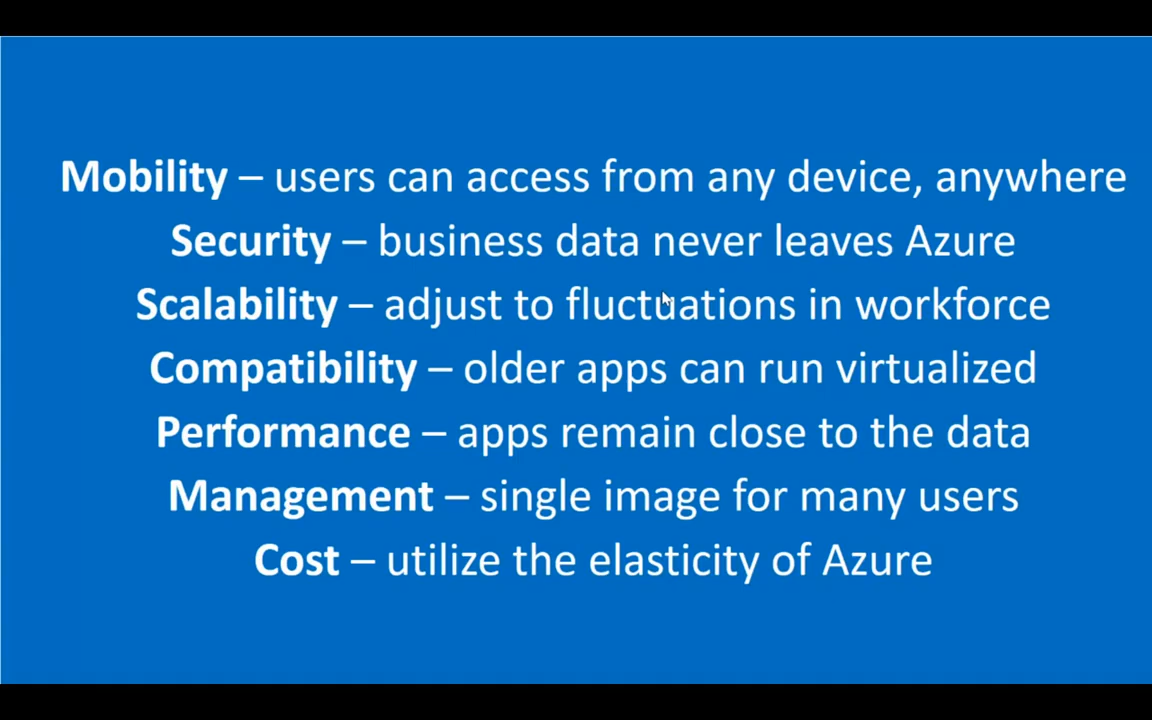 Mobility – users can access from any device, anywhere
Security – business data never leaves Azure
Scalability – adjust to fluctuations in workforce
Compatibility – older apps can run virtualized
Performance – apps remain close to the data
Management – single image for many users
Cost – utilize the elasticity of Azure